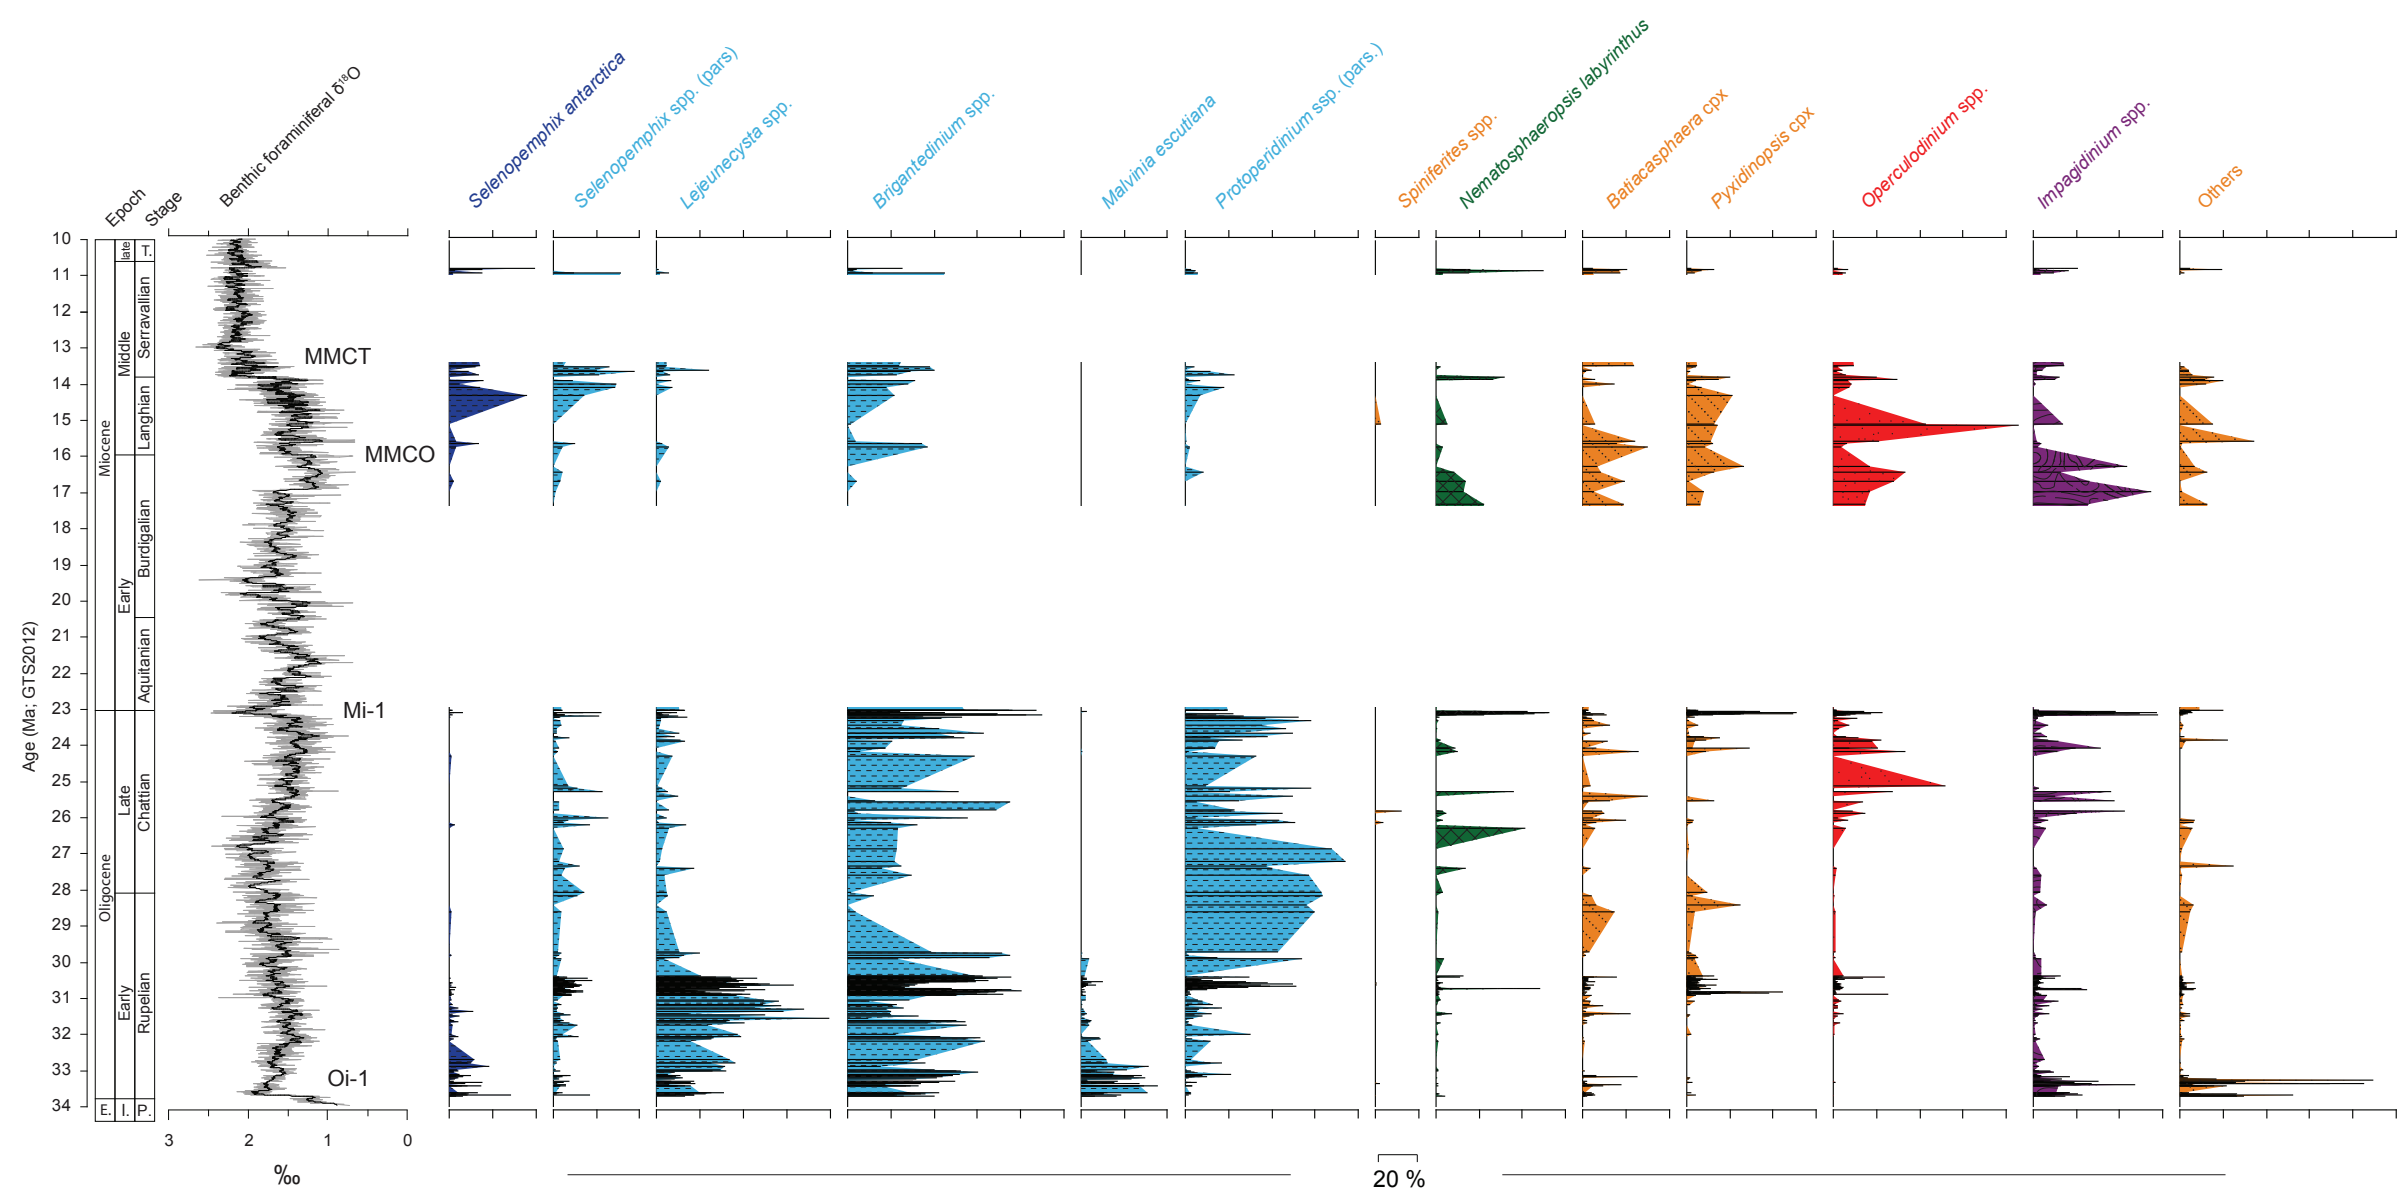 Benthic foraminiferal δ¹⁸O
Selenopemphix antarctica
Selenopemphix spp. (pars)
Lejeunecysta spp.
Brigantedinium spp.
Malvinia escutiana
Protoperidinium ssp. (pars.)
Spiniferites spp.
Nematosphaeropsis labyrinthus
Batiacasphaera cpx
Pyxidinopsis cpx
Operculodinium spp.
Impagidinium spp.
Others
Epoch
Stage
Age (Ma; GTS2012)
10
11
12
13
14
15
16
17
18
19
20
21
22
23
24
25
26
27
28
29
30
31
32
33
34
Miocene
Oligocene
E.
late
Middle
Early
Late
Early
l.
T.
Serravallian
Langhian
Burdigalian
Aquitanian
Chattian
Rupelian
P.
MMCT
MMCO
Mi-1
Oi-1
3 2 1 0
‰
20 %